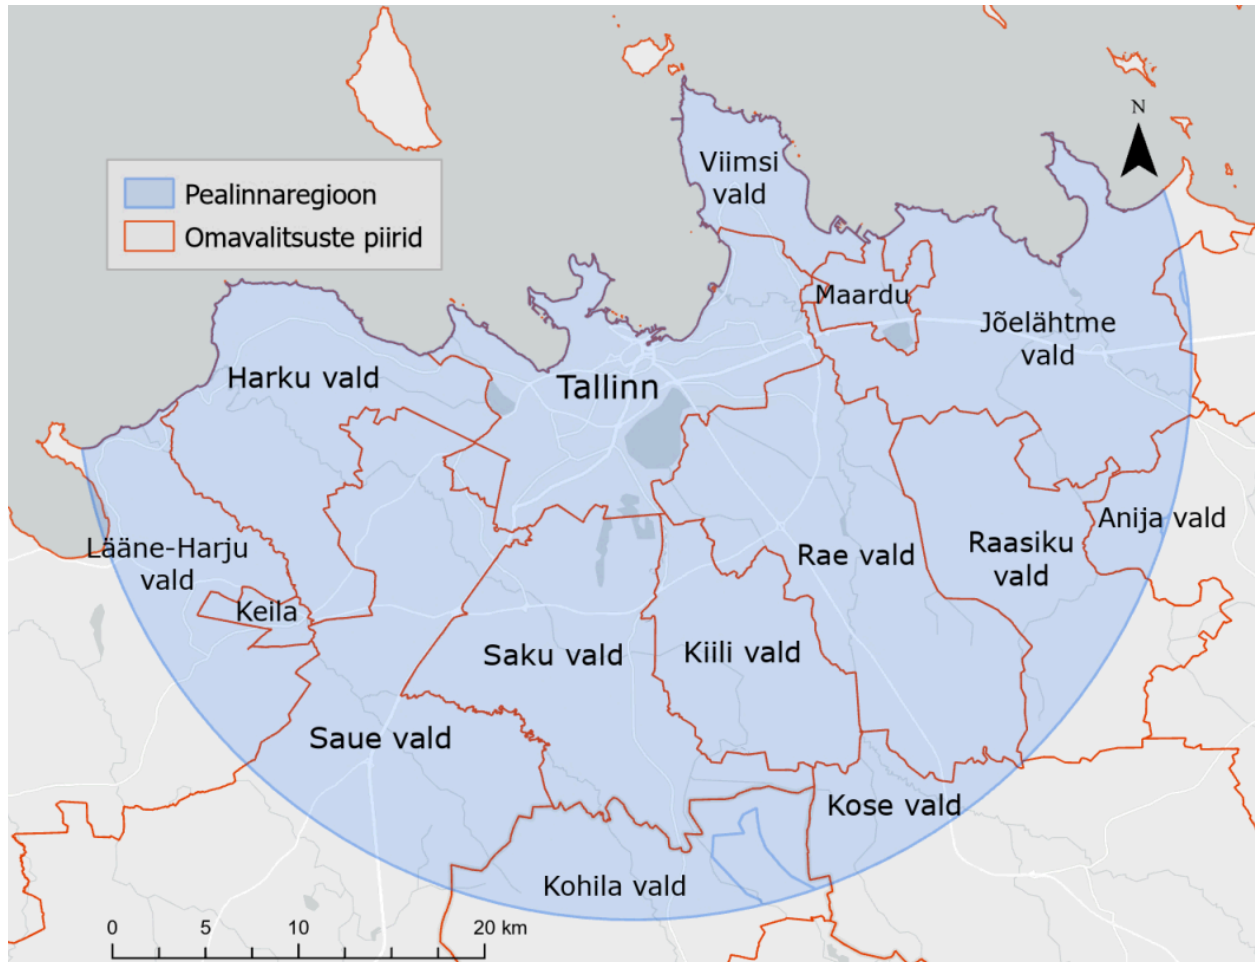 N
Viimsi
vald
Pealinnaregioon
Omavalitsuste piirid
Maardu
Jõelähtme
vald
Harku vald
Tallinn
Anija vald
Lääne-Harju
vald
Rae vald
Raasiku
vald
Keila
Saku vald
Kiili vald
Saue vald
Kose vald
Kohila vald
0 5 10 20 km